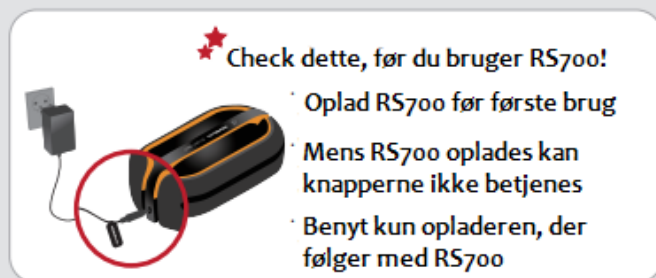 Check dette, før du bruger RS700!
· Oplad RS700 før første brug
· Mens RS700 oplades kan
knapperne ikke betjenes
· Benyt kun opladeren, der
følger med RS700